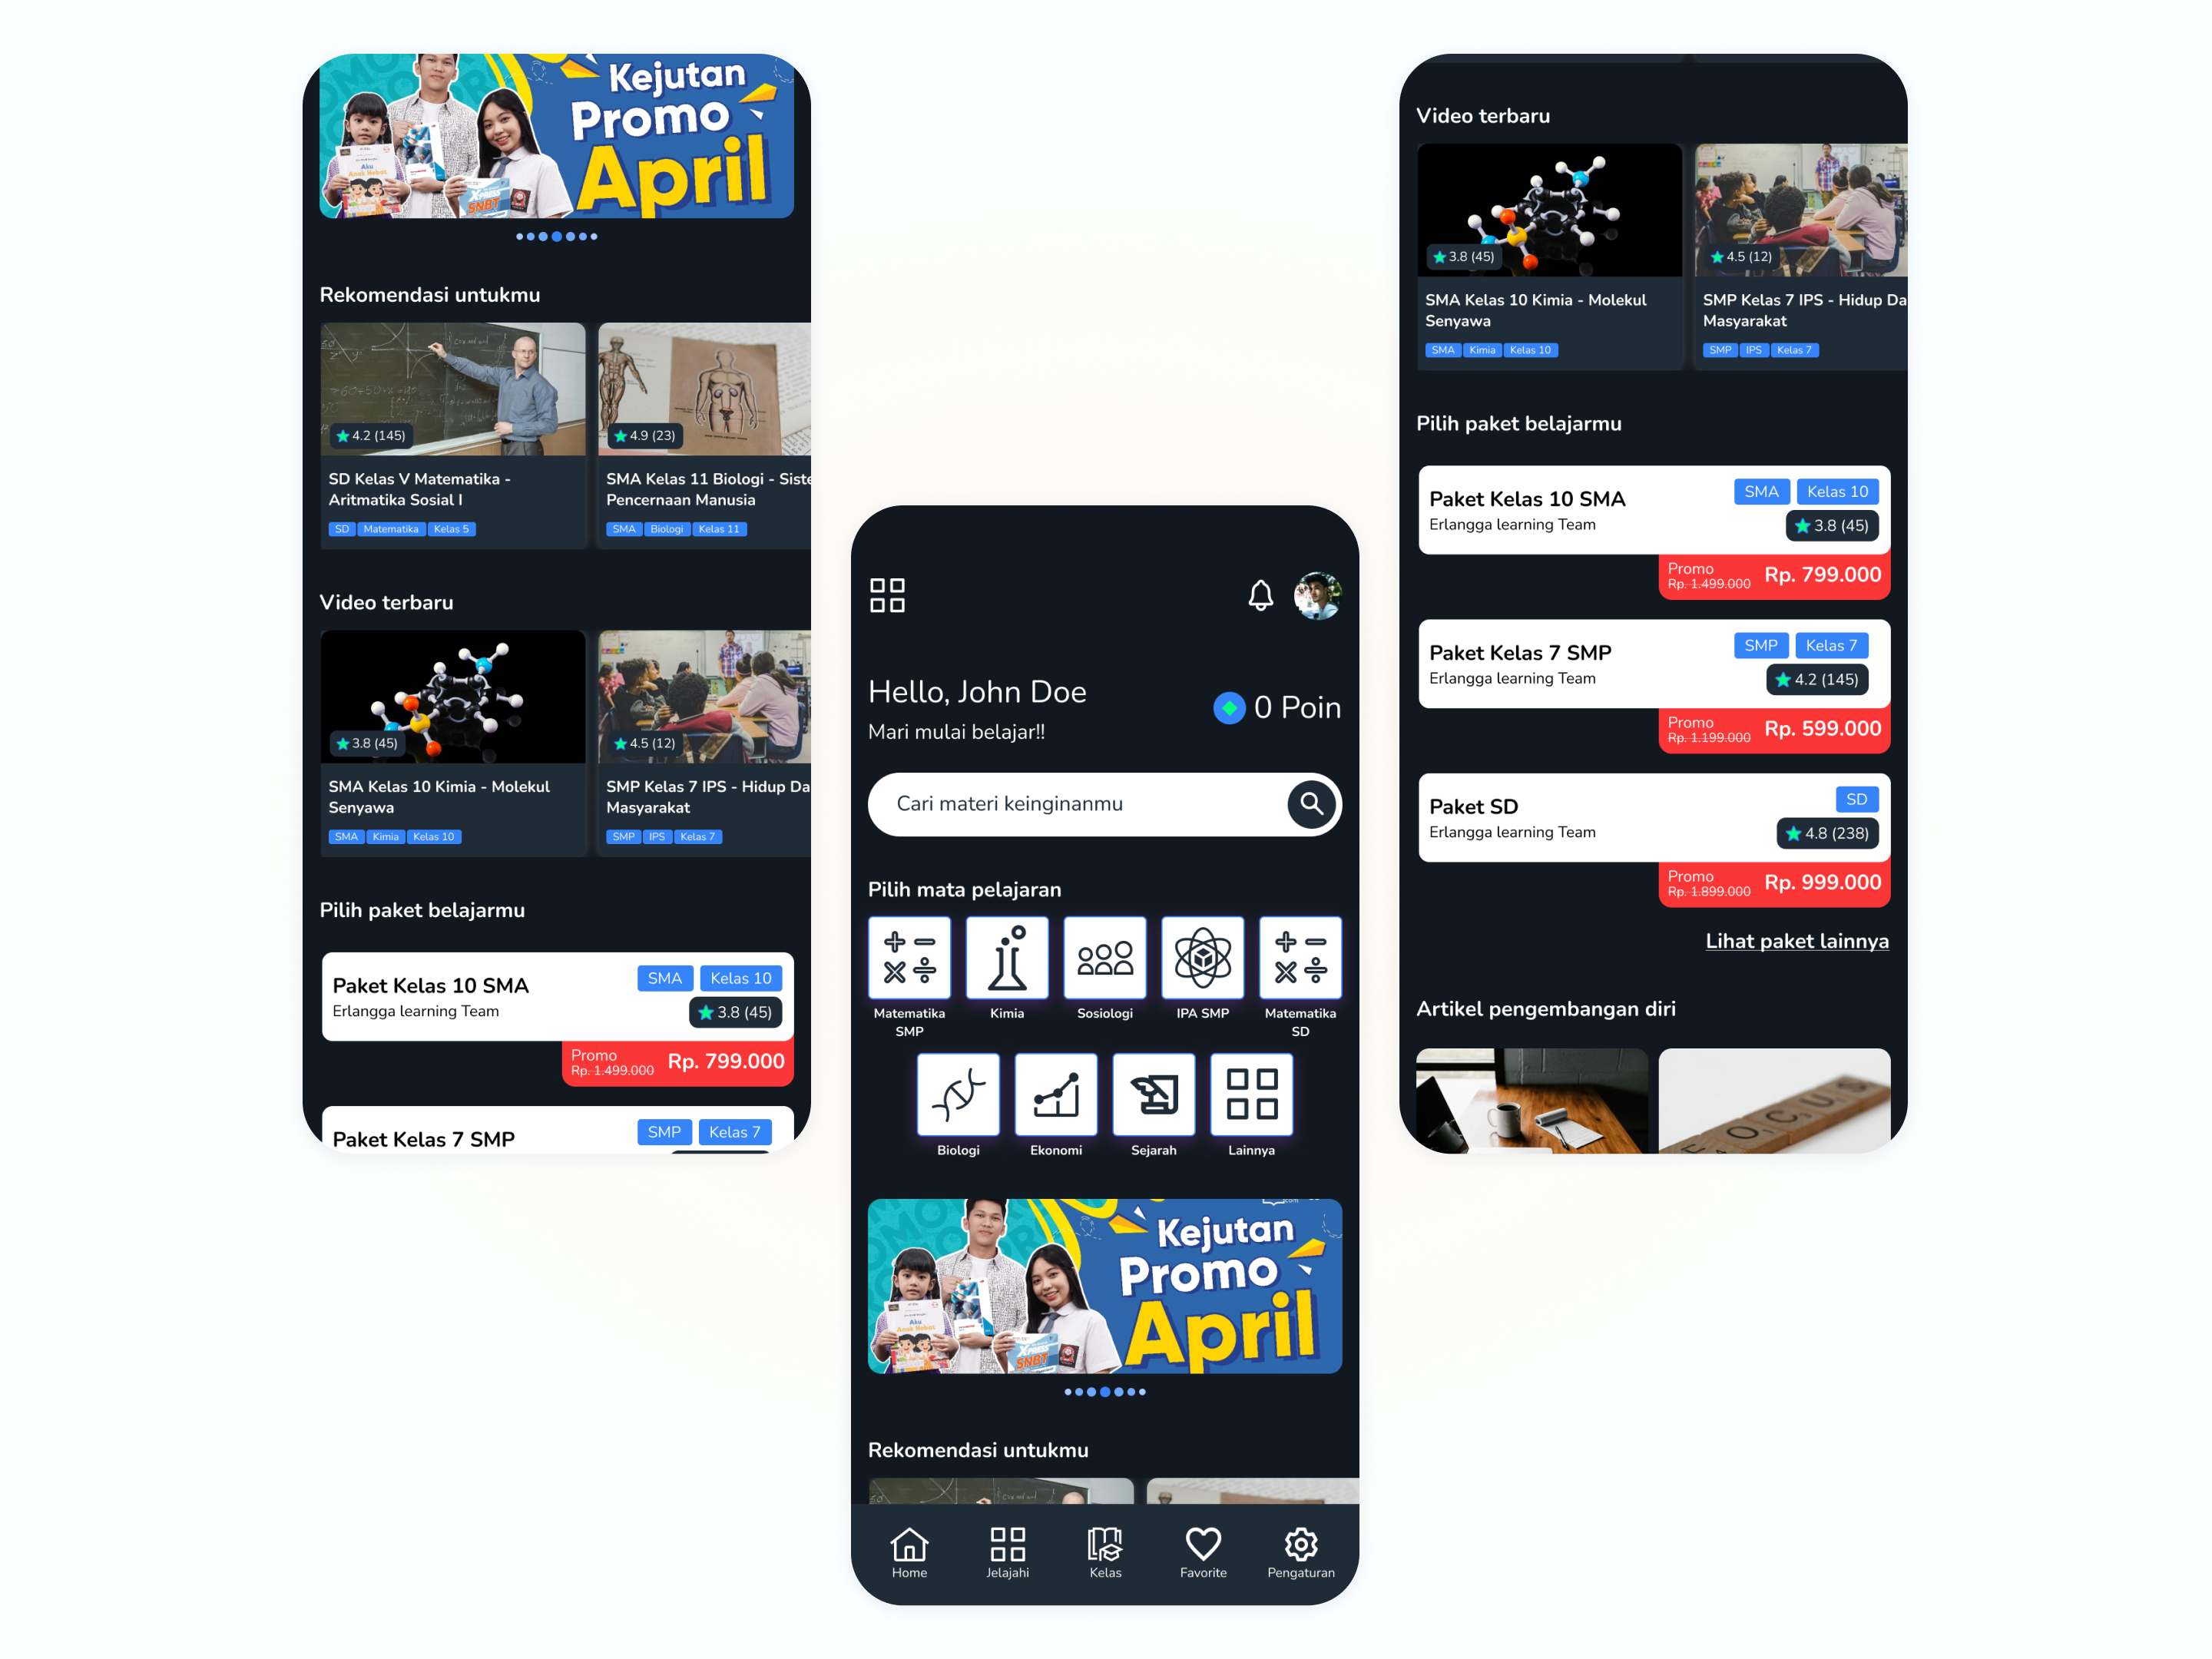 Kejutan
Promo
April
Aku
Anak Hebat
XPRESS
SNBT
Rekomendasi untukmu
4.2 (145)
4.9 (23)
SD Kelas V Matematika -
Aritmatika Sosial I
SD Matematika Kelas 5
SMA Kelas 11 Biologi - Siste
Pencernaan Manusia
SMA Biologi Kelas 11
Video terbaru
3.8 (45)
4.5 (12)
SMA Kelas 10 Kimia - Molekul
Senyawa
SMA Kimia Kelas 10
SMP Kelas 7 IPS - Hidup Da
Masyarakat
SMP IPS Kelas 7
Pilih paket belajarmu
Paket Kelas 10 SMA
Erlangga learning Team
SMA Kelas 10
3.8 (45)
Promo
Rp. 1.499.000
Rp. 799.000
Paket Kelas 7 SMP
SMP Kelas 7
Hello, John Doe
Mari mulai belajar!!
0 Poin
Cari materi keinginanmu
Pilih mata pelajaran
Matematika
SMP
Kimia
Sosiologi
IPA SMP
Matematika
SD
Biologi
Ekonomi
Sejarah
Lainnya
Kejutan
Promo
April
Aku
Anak Hebat
XPRESS
SNBT
Rekomendasi untukmu
Home
Jelajahi
Kelas
Favorite
Pengaturan
Video terbaru
3.8 (45)
4.5 (12)
SMA Kelas 10 Kimia - Molekul
Senyawa
SMA Kimia Kelas 10
SMP Kelas 7 IPS - Hidup Da
Masyarakat
SMP IPS Kelas 7
Pilih paket belajarmu
Paket Kelas 10 SMA
Erlangga learning Team
SMA Kelas 10
3.8 (45)
Promo
Rp. 1.499.000
Rp. 799.000
Paket Kelas 7 SMP
Erlangga learning Team
SMP Kelas 7
4.2 (145)
Promo
Rp. 1.199.000
Rp. 599.000
Paket SD
Erlangga learning Team
SD
4.8 (238)
Promo
Rp. 1.899.000
Rp. 999.000
Lihat paket lainnya
Artikel pengembangan diri
FOCUS